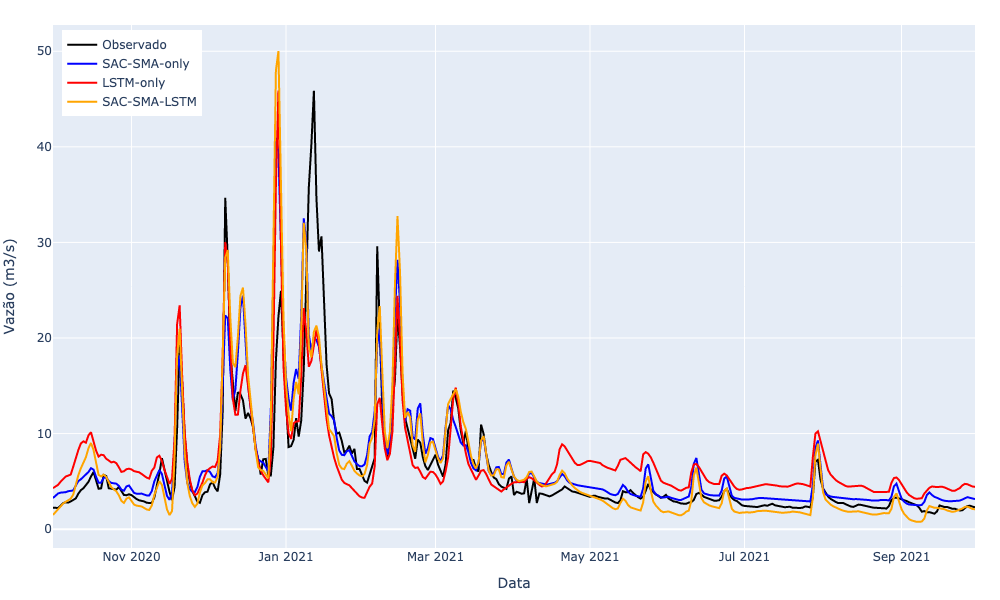 Observado
SAC-SMA-only
LSTM-only
SAC-SMA-LSTM
50
40
30
20
10
0
Vazão (m3/s)
Nov 2020
Jan 2021
Mar 2021
May 2021
Jul 2021
Sep 2021
Data